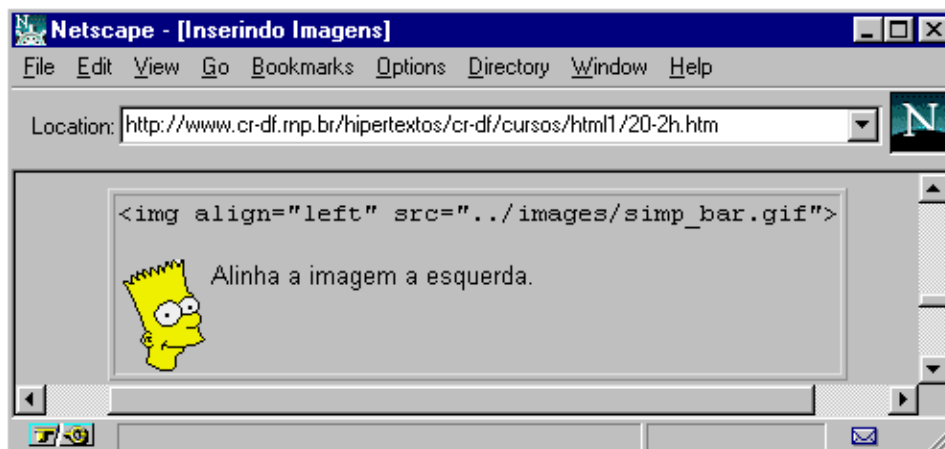 Netscape - [Inserindo Imagens]
File Edit View Go Bookmarks Options Directory Window Help
Location: http://www.cr-df.rnp.br/hipertextos/cr-df/cursos/html1/20-2h.htm
N
<img align="left" src="../images/simp_bar.gif">
Alinha a imagem a esquerda.